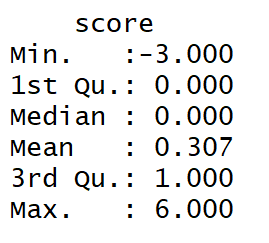 score
Min.   :-3.000
1st Qu.: 0.000
Median : 0.000
Mean   : 0.307
3rd Qu.: 1.000
Max.   : 6.000